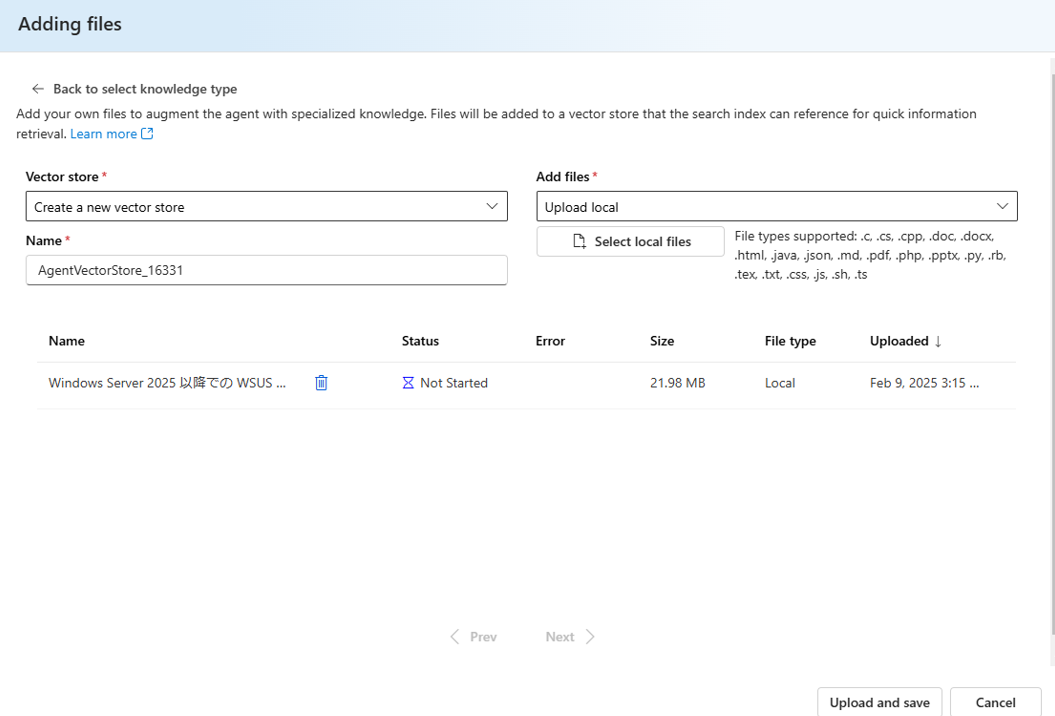 Adding files
← Back to select knowledge type
Add your own files to augment the agent with specialized knowledge. Files will be added to a vector store that the search index can reference for quick information
retrieval. Learn more
Vector store *
Create a new vector store
Name *
AgentVectorStore_16331
Add files *
Upload local
Select local files
File types supported: .c, .cs, .cpp, .doc, .docx,
.html, .java, .json, .md, .pdf, .php, .pptx, .py, .rb,
.tex, .txt, .css, .js, .sh, .ts
Name Status Error Size File type Uploaded ↓
Windows Server 2025 以降での WSUS ... Not Started 21.98 MB Local Feb 9, 2025 3:15 ...
Prev Next
Upload and save Cancel